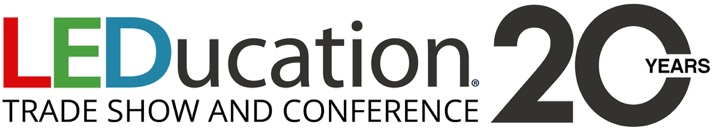 LEDucation®
TRADE SHOW AND CONFERENCE
20
YEARS